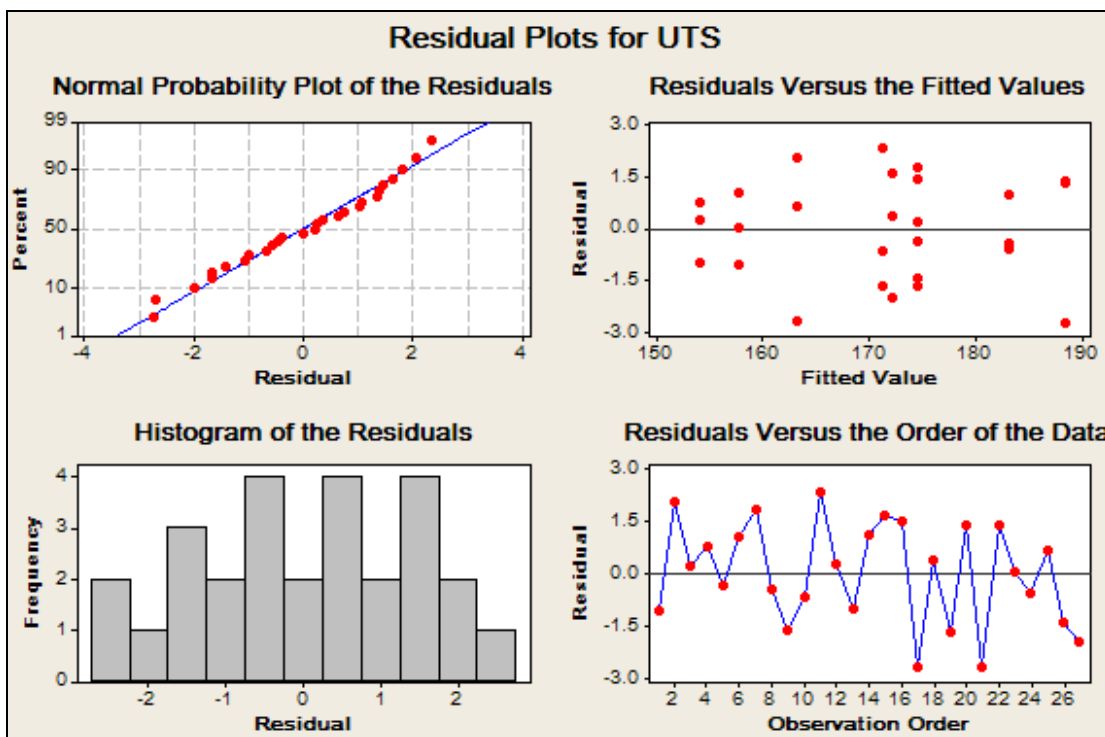 Residual Plots for UTS
Normal Probability Plot of the Residuals
99
90
50
10
1
Percent
-4 -2 0 2 4
Residual
Residuals Versus the Fitted Values
3.0
1.5
0.0
-1.5
-3.0
Residual
150 160 170 180 190
Fitted Value
Histogram of the Residuals
4
3
2
1
0
Frequency
-2 -1 0 1 2
Residual
Residuals Versus the Order of the Data
3.0
1.5
0.0
-1.5
-3.0
Residual
2 4 6 8 10 12 14 16 18 20 22 24 26
Observation Order